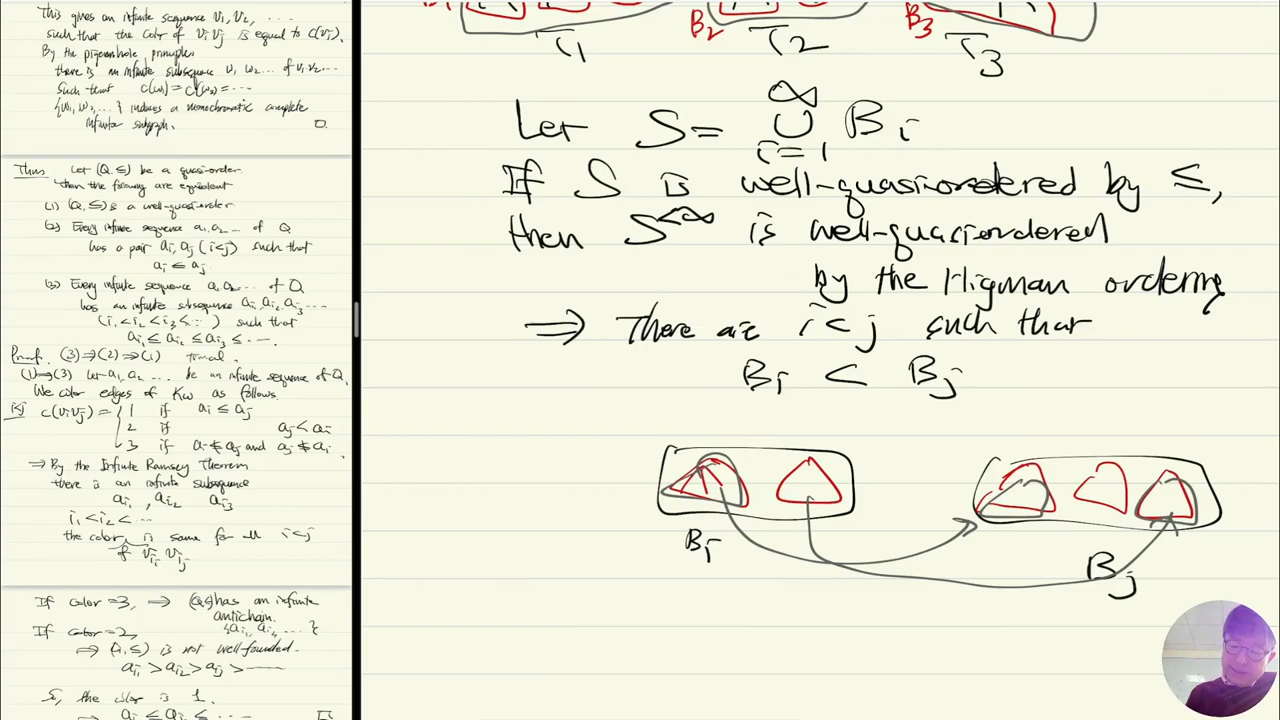 This gives an infinite sequence v1, v2, ...
such that the color of vi vj is equal to c(vi).
By the pigeonhole principle
there is an infinite subsequence w1 w2 ... of v1 v2 ...
Such that c(w1) = c(w2) = ...
{w1, w2, ...} induces a monochromatic complete
infinite subgraph. □
Thm Let (Q, ≤) be a quasi-order.
then the following are equivalent
(1) (Q, ≤) is a well-quasi-order
(2) Every infinite sequence a1, a2 ... of Q
has a pair ai, aj (i<j) such that
ai ≤ aj.
(3) Every infinite sequence a1, a2 ... of Q
has an infinite subsequence ai1, ai2, ai3 ...
(i1 < i2 < i3 < ...) such that
ai1 ≤ ai2 ≤ ai3 ≤ ...
Proof. (3) ⇒ (2) ⇒ (1) trivial.
(1) ⇒ (3) Let a1, a2, ... be an infinite sequence of Q.
We color edges of Kω as follows.
i<j c(vi vj) = { 1 if ai ≤ aj
2 if aj < ai
3 if ai ≰ aj and aj ≰ ai
⇒ By the Infinite Ramsey Theorem
there is an infinite subsequence
ai1, ai2 ai3
i1 < i2 < ...
the color is same for all i<j
of vii vij
If color = 3, ⇒ (Q, ≤) has an infinite
antichain.
{ai1, ai2, ...}
If color = 2,
⇒ (Q, ≤) is not well-founded.
ai1 > ai2 > ai3 > ...
So, the color is 1.
⇒ ai1 ≤ ai2 ≤ ... □
B1 B2 B3
T1 T2 T3
Let S = ∞ ∪ i=1 Bi
If S is well-quasi-ordered by ≤,
then S^<∞ is well-quasi-ordered
by the Higman ordering
⇒ There are i < j such that
Bi < Bj
Bi Bj